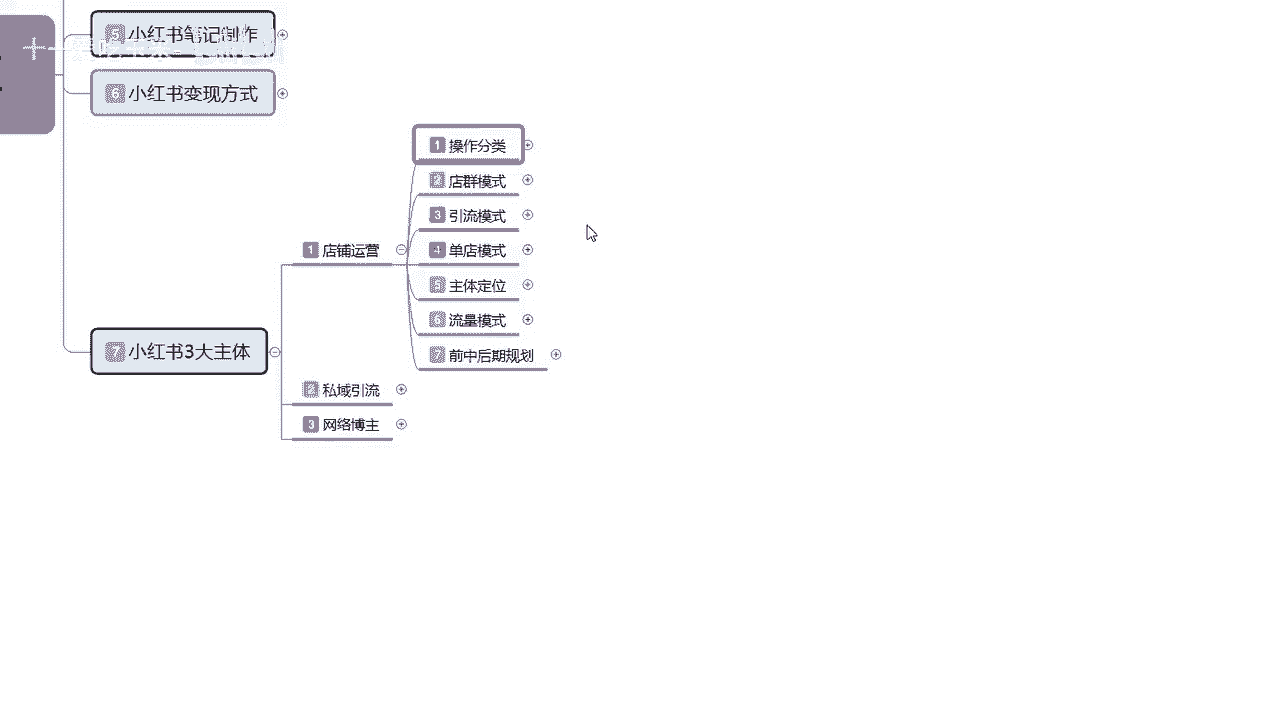 5 小红书笔记制作
6 小红书变现方式
1 操作分类
2 店群模式
3 引流模式
1 店铺运营
4 单店模式
5 主体定位
6 流量模式
7 前中后期规划
7 小红书3大主体
2 私域引流
3 网络博主